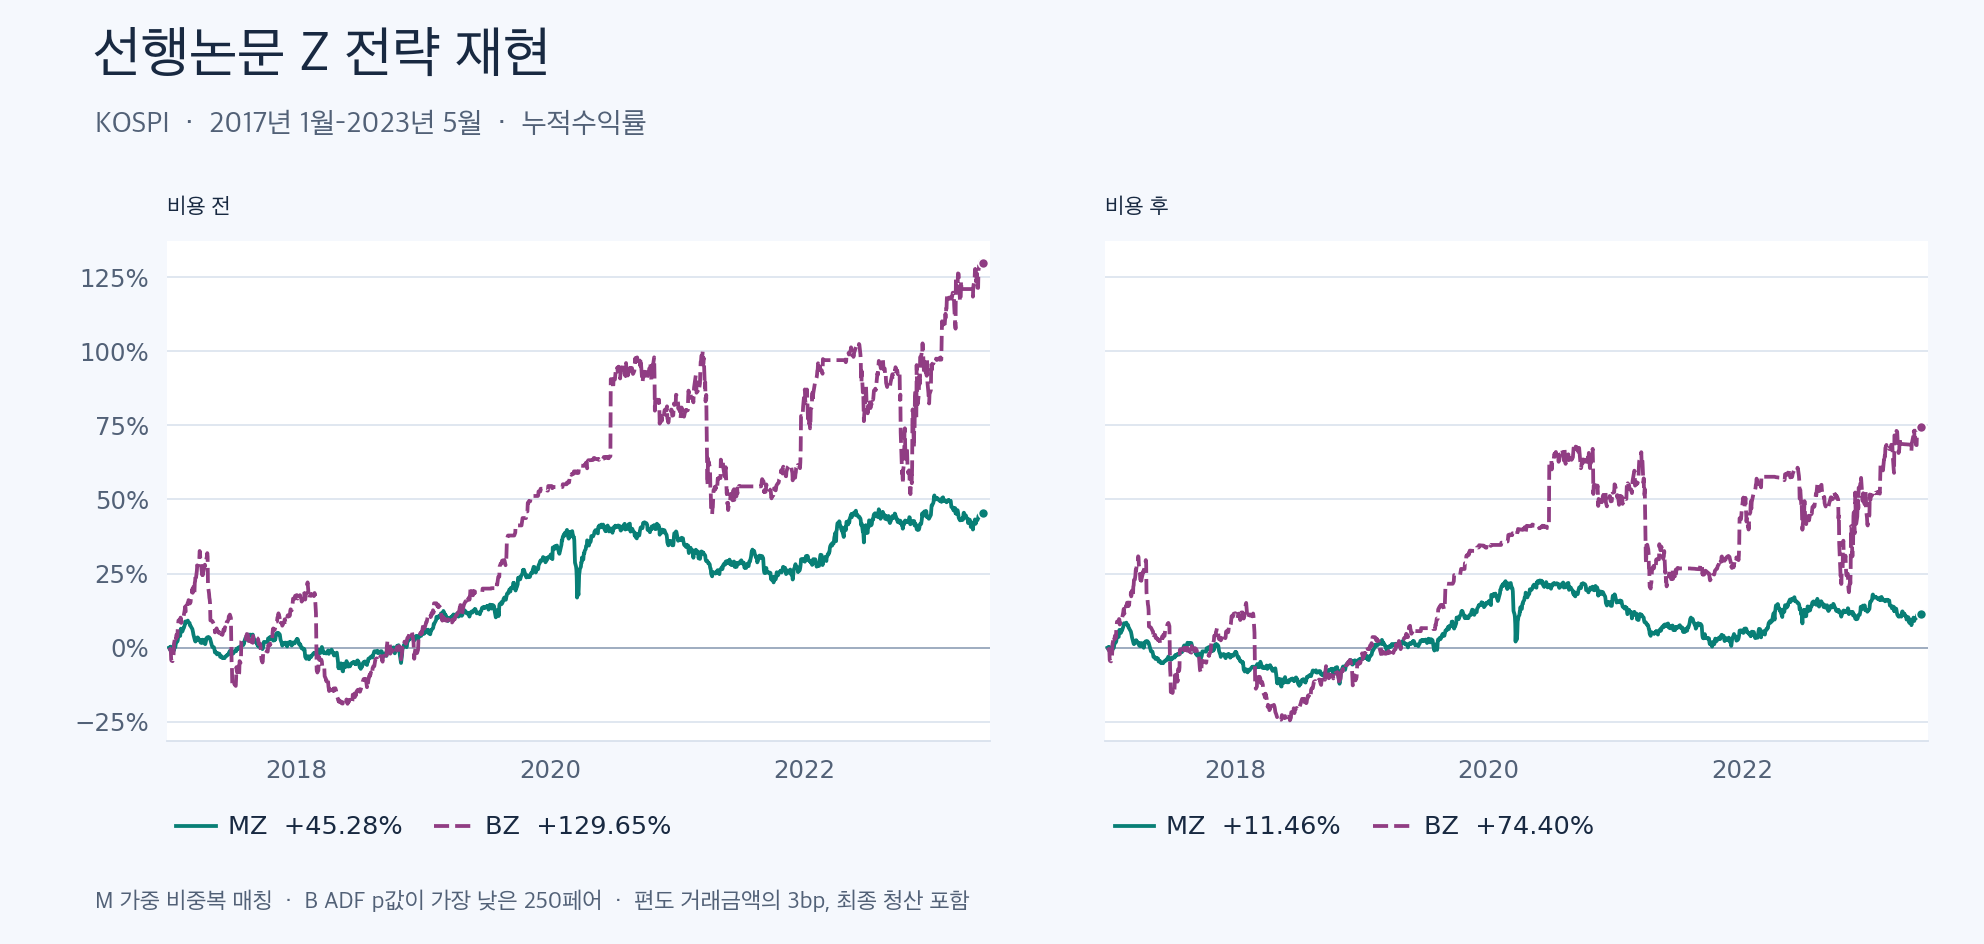 선행논문 Z 전략 재현
KOSPI · 2017년 1월-2023년 5월 · 누적수익률
비용 전
125%
100%
75%
50%
25%
0%
−25%
2018 2020 2022
MZ +45.28% BZ +129.65%
비용 후
2018 2020 2022
MZ +11.46% BZ +74.40%
M 가중 비중복 매칭 · B ADF p값이 가장 낮은 250페어 · 편도 거래금액의 3bp, 최종 청산 포함